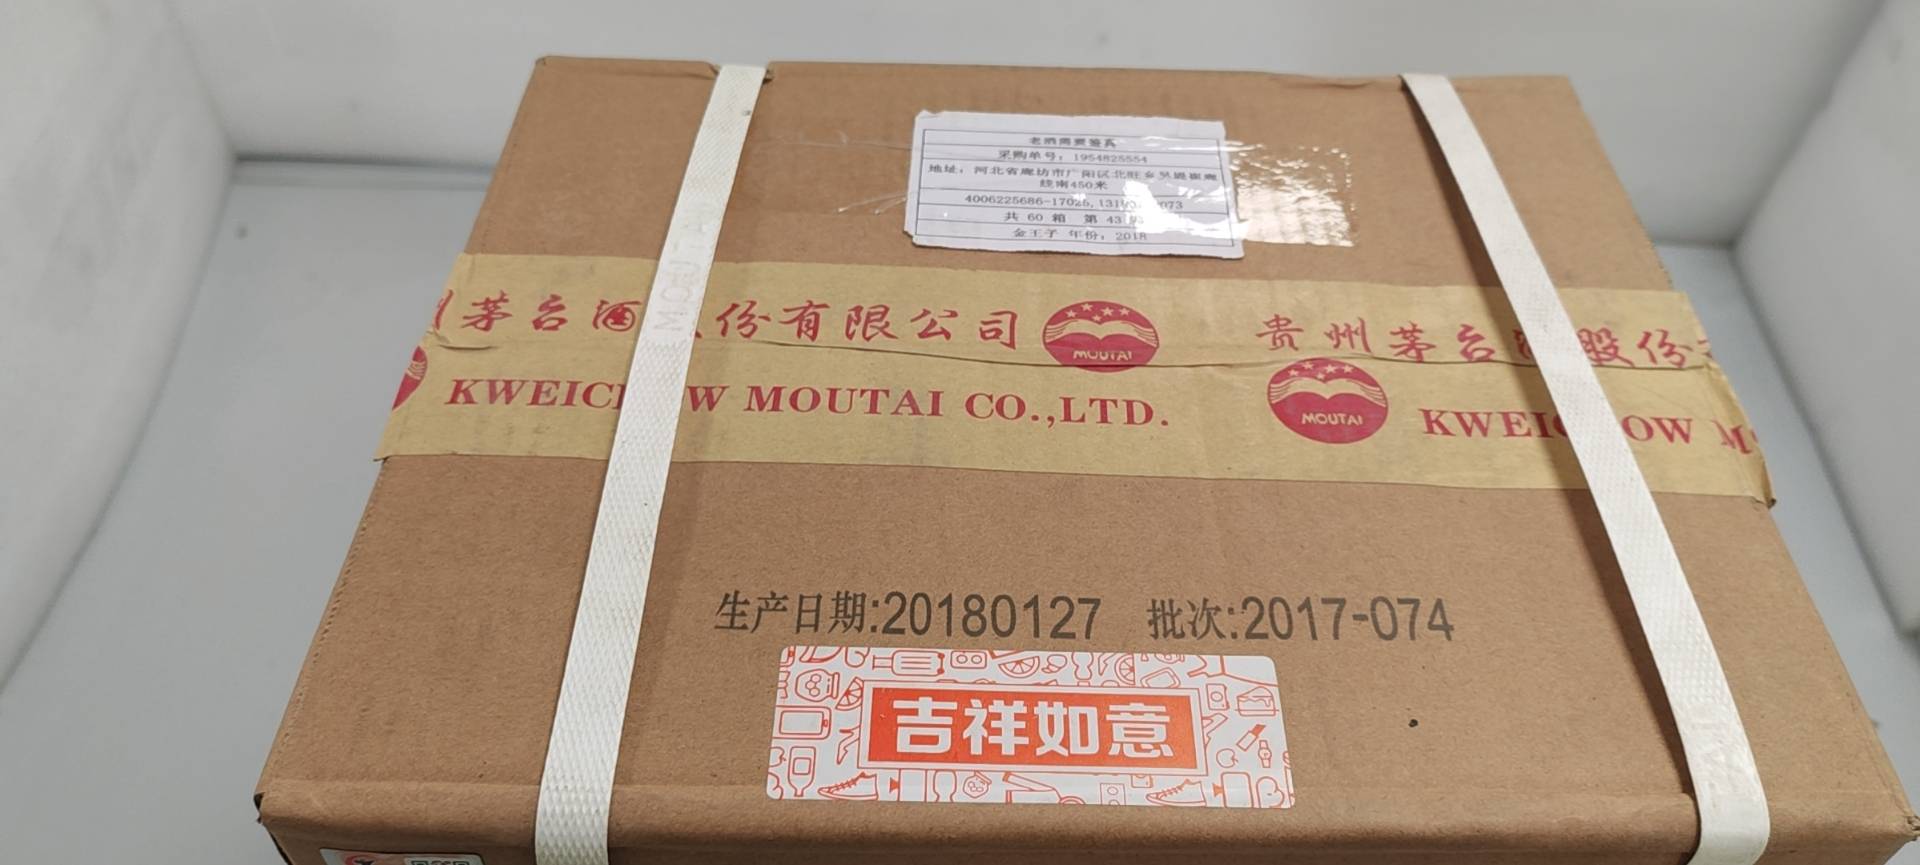 老酒需要鉴真
采购单号：1954825554
地址：河北省廊坊市广阳区北旺乡
线南450米
4006225686-17025,
共 60 箱 第 43
金王子 年份：2018
茅台酒 份有限公司 MOUTAI 贵州茅台 股份
KWEIC W MOUTAI CO.,LTD. MOUTAI KWEIC OW M
MOUTAI
生产日期:20180127 批次:2017-074
吉祥如意